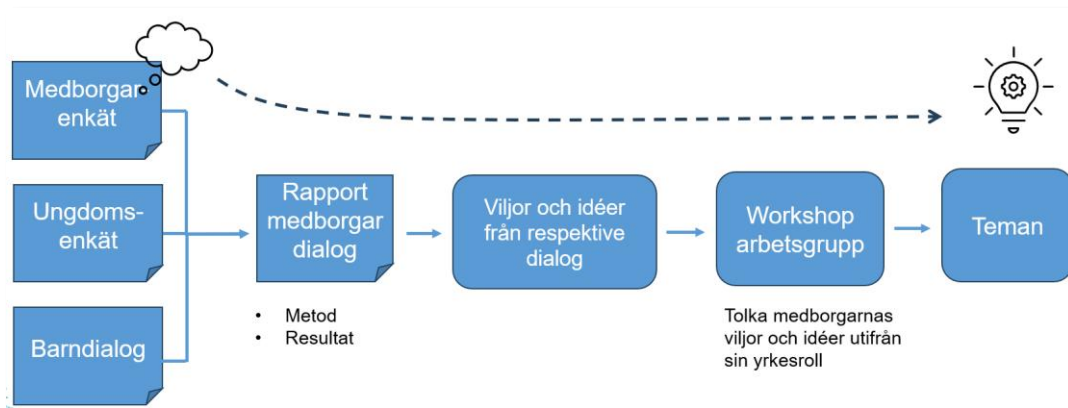 Medborgar
enkät
Ungdoms-
enkät
Barndialog
Rapport
medborgar
dialog
• Metod
• Resultat
Viljor och idéer
från respektive
dialog
Workshop
arbetsgrupp
Tolka medborgarnas
viljor och idéer utifrån
sin yrkesroll
Teman